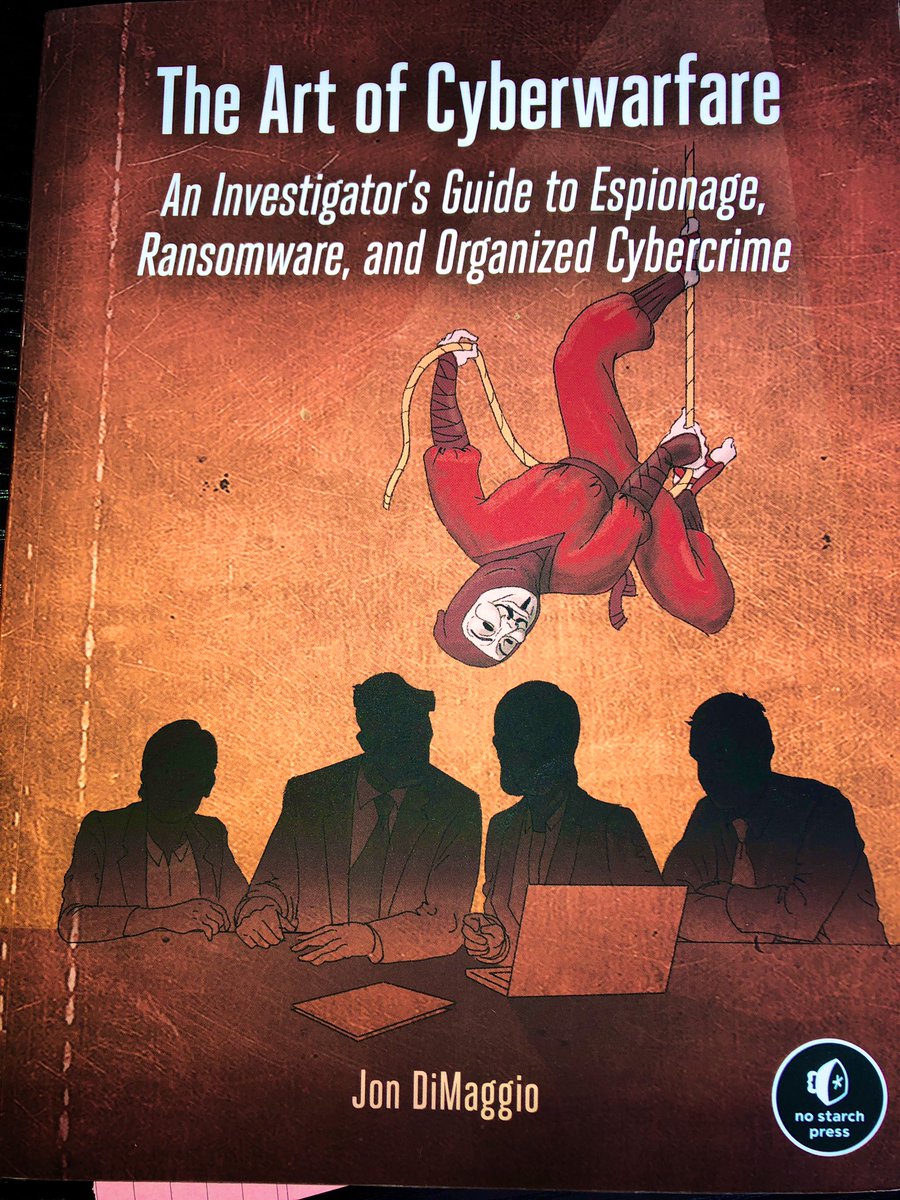 The Art of Cyberwarfare
An Investigator's Guide to Espionage,
Ransomware, and Organized Cybercrime
Jon DiMaggio
no starch
press